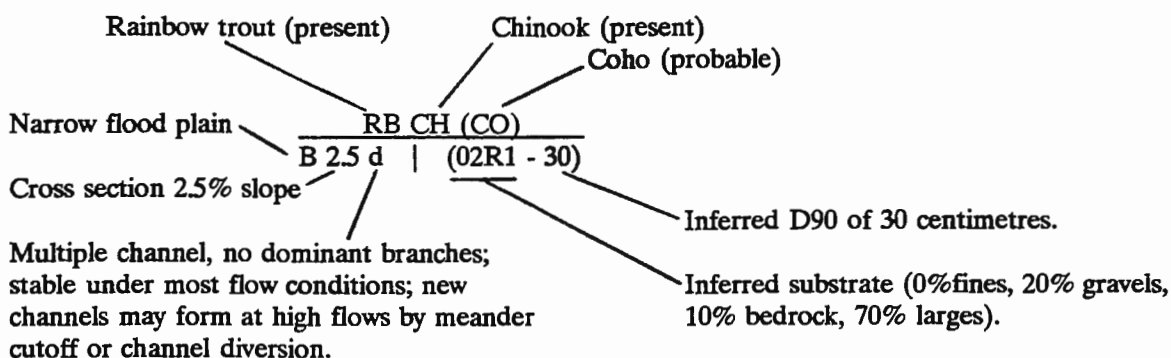 Rainbow trout (present)
Chinook (present)
Coho (probable)
RB CH (CO)
Narrow flood plain
B 2.5 d | (02R1 - 30)
Cross section 2.5% slope
Inferred D90 of 30 centimetres.
Multiple channel, no dominant branches;
stable under most flow conditions; new
channels may form at high flows by meander
cutoff or channel diversion.
Inferred substrate (0%fines, 20% gravels,
10% bedrock, 70% larges).